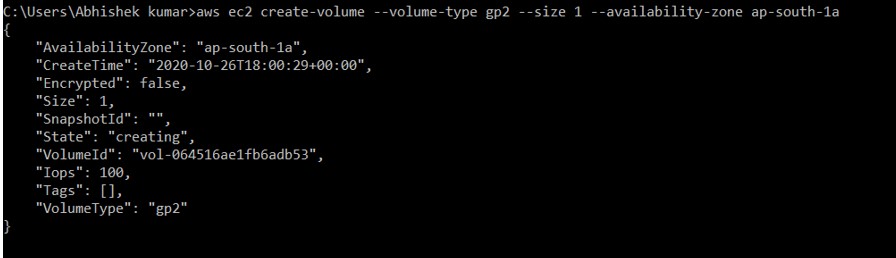 C:\Users\Abhishek kumar>aws ec2 create-volume --volume-type gp2 --size 1 --availability-zone ap-south-1a
{
    "AvailabilityZone": "ap-south-1a",
    "CreateTime": "2020-10-26T18:00:29+00:00",
    "Encrypted": false,
    "Size": 1,
    "SnapshotId": "",
    "State": "creating",
    "VolumeId": "vol-064516ae1fb6adb53",
    "Iops": 100,
    "Tags": [],
    "VolumeType": "gp2"
}